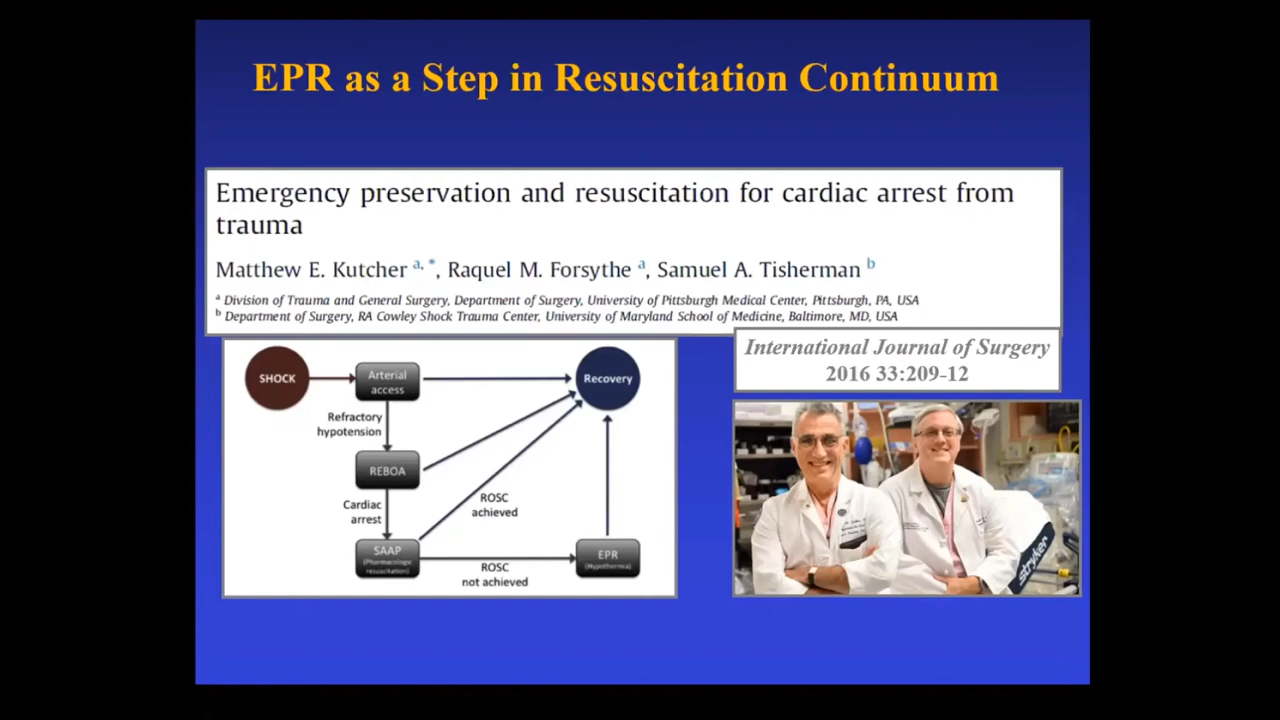 EPR as a Step in Resuscitation Continuum
Emergency preservation and resuscitation for cardiac arrest from
trauma
Matthew E. Kutcher a, *, Raquel M. Forsythe a, Samuel A. Tisherman b
a Division of Trauma and General Surgery, Department of Surgery, University of Pittsburgh Medical Center, Pittsburgh, PA, USA
b Department of Surgery, RA Cowley Shock Trauma Center, University of Maryland School of Medicine, Baltimore, MD, USA
International Journal of Surgery
2016 33:209-12
SHOCK
Arterial
access
Recovery
Refractory
hypotension
REBOA
Cardiac
arrest
ROSC
achieved
SAAP
(Pharmacologic
resuscitation)
ROSC
not achieved
EPR
(Hypothermia)
stryker